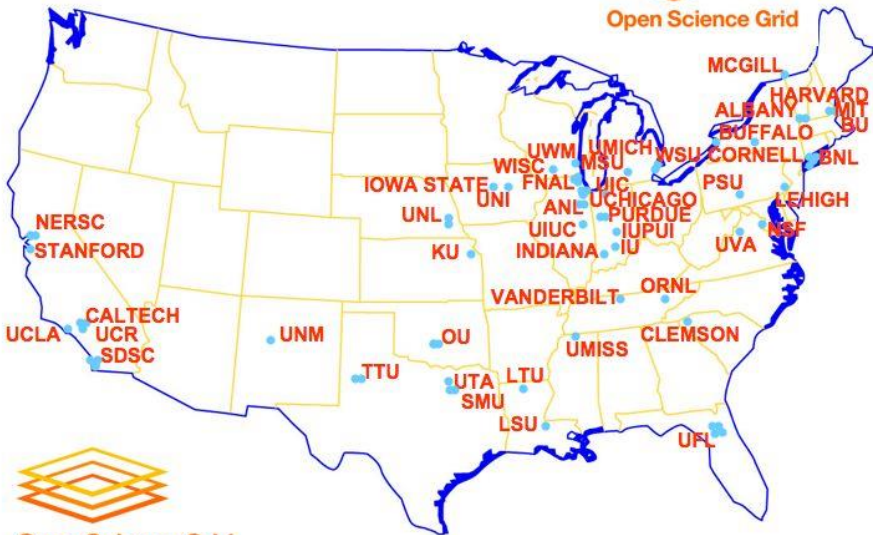 Open Science Grid
MCGILL
HARVARD
ALBANY
MIT
BUFFALO
BU
UWM
UMICH
WISC
MSU
WSU
CORNELL
BNL
IOWA STATE
FNAL
UIC
PSU
LEHIGH
UNI
UCHICAGO
ANL
PURDUE
UNL
UIUC
IUPUI
NSF
NERSC
STANFORD
KU
INDIANA
IU
UVA
VANDERBILT
ORNL
CALTECH
UCLA
UCR
UNM
OU
UMISS
CLEMSON
SDSC
TTU
UTA
LTU
SMU
LSU
UFL